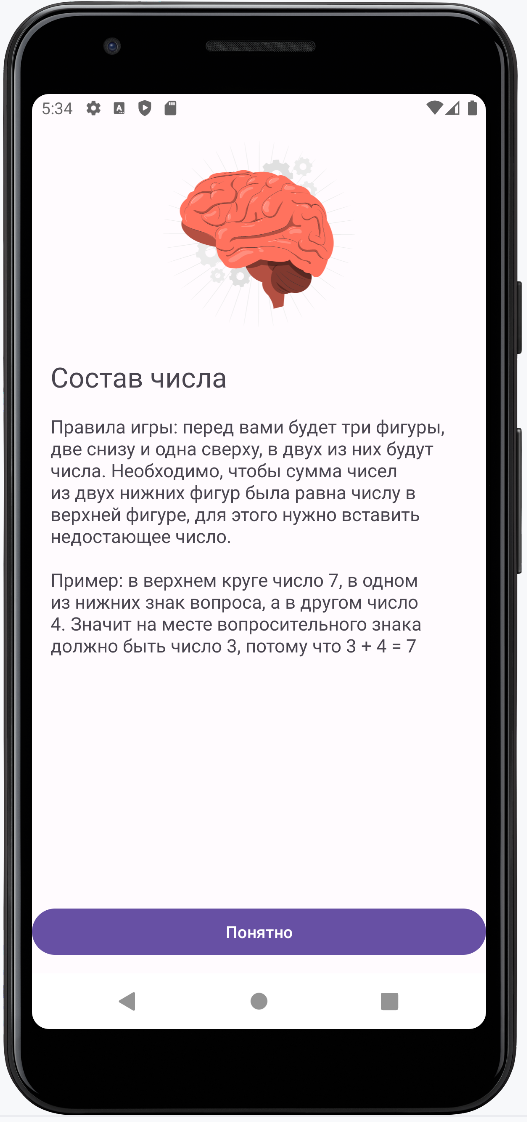 5:34
Состав числа
Правила игры: перед вами будет три фигуры,
две снизу и одна сверху, в двух из них будут
числа. Необходимо, чтобы сумма чисел
из двух нижних фигур была равна числу в
верхней фигуре, для этого нужно вставить
недостающее число.
Пример: в верхнем круге число 7, в одном
из нижних знак вопроса, а в другом число
4. Значит на месте вопросительного знака
должно быть число 3, потому что 3 + 4 = 7
Понятно